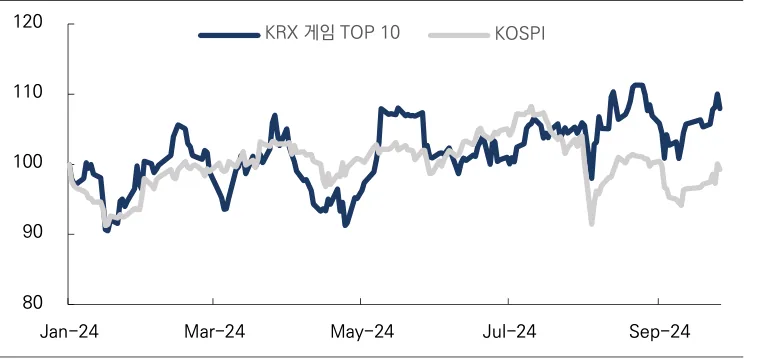 120
KRX 게임 TOP 10
KOSPI
110
100
90
80
Jan-24
Mar-24
May-24
Jul-24
Sep-24